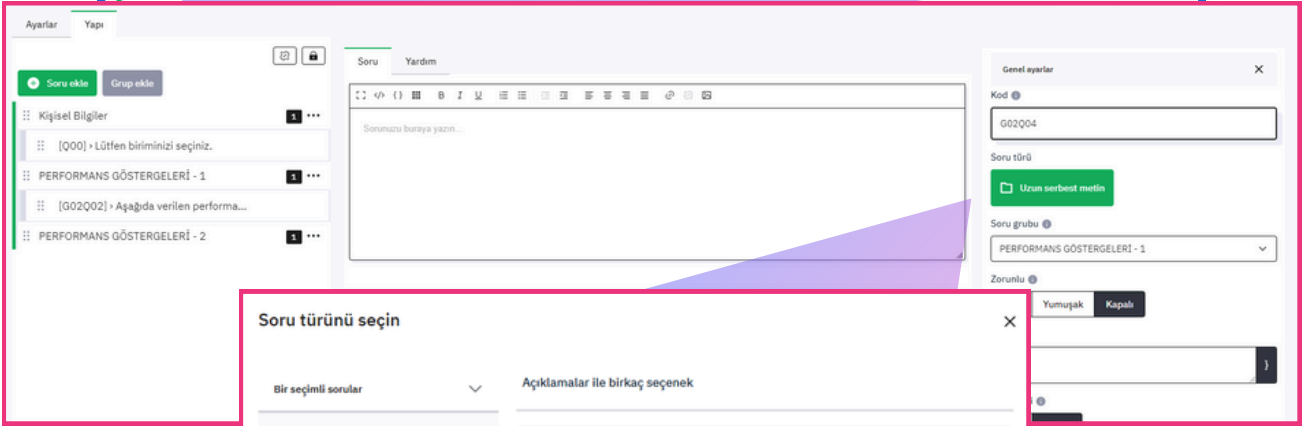 Ayarlar Yapı
Soru ekle Grup ekle
Kişisel Bilgiler 1
[Q00] › Lütfen biriminizi seçiniz.
PERFORMANS GÖSTERGELERİ - 1 1
[G02Q02] › Aşağıda verilen performa...
PERFORMANS GÖSTERGELERİ - 2 1
Soru Yardım
B I U
Sorunuzu buraya yazın...
Genel ayarlar
Kod
G02Q04
Soru türü
Uzun serbest metin
Soru grubu
PERFORMANS GÖSTERGELERİ - 1
Zorunlu
Yumuşak Kapalı
}
Soru türünü seçin
Bir seçimli sorular
Açıklamalar ile birkaç seçenek